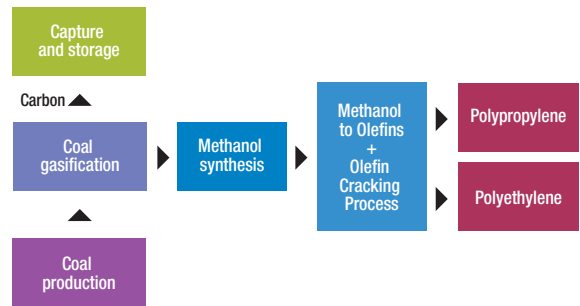 Capture
and storage
Carbon
Coal
gasification
Methanol
synthesis
Methanol
to Olefins
+
Olefin
Cracking
Process
Polypropylene
Polyethylene
Coal
production